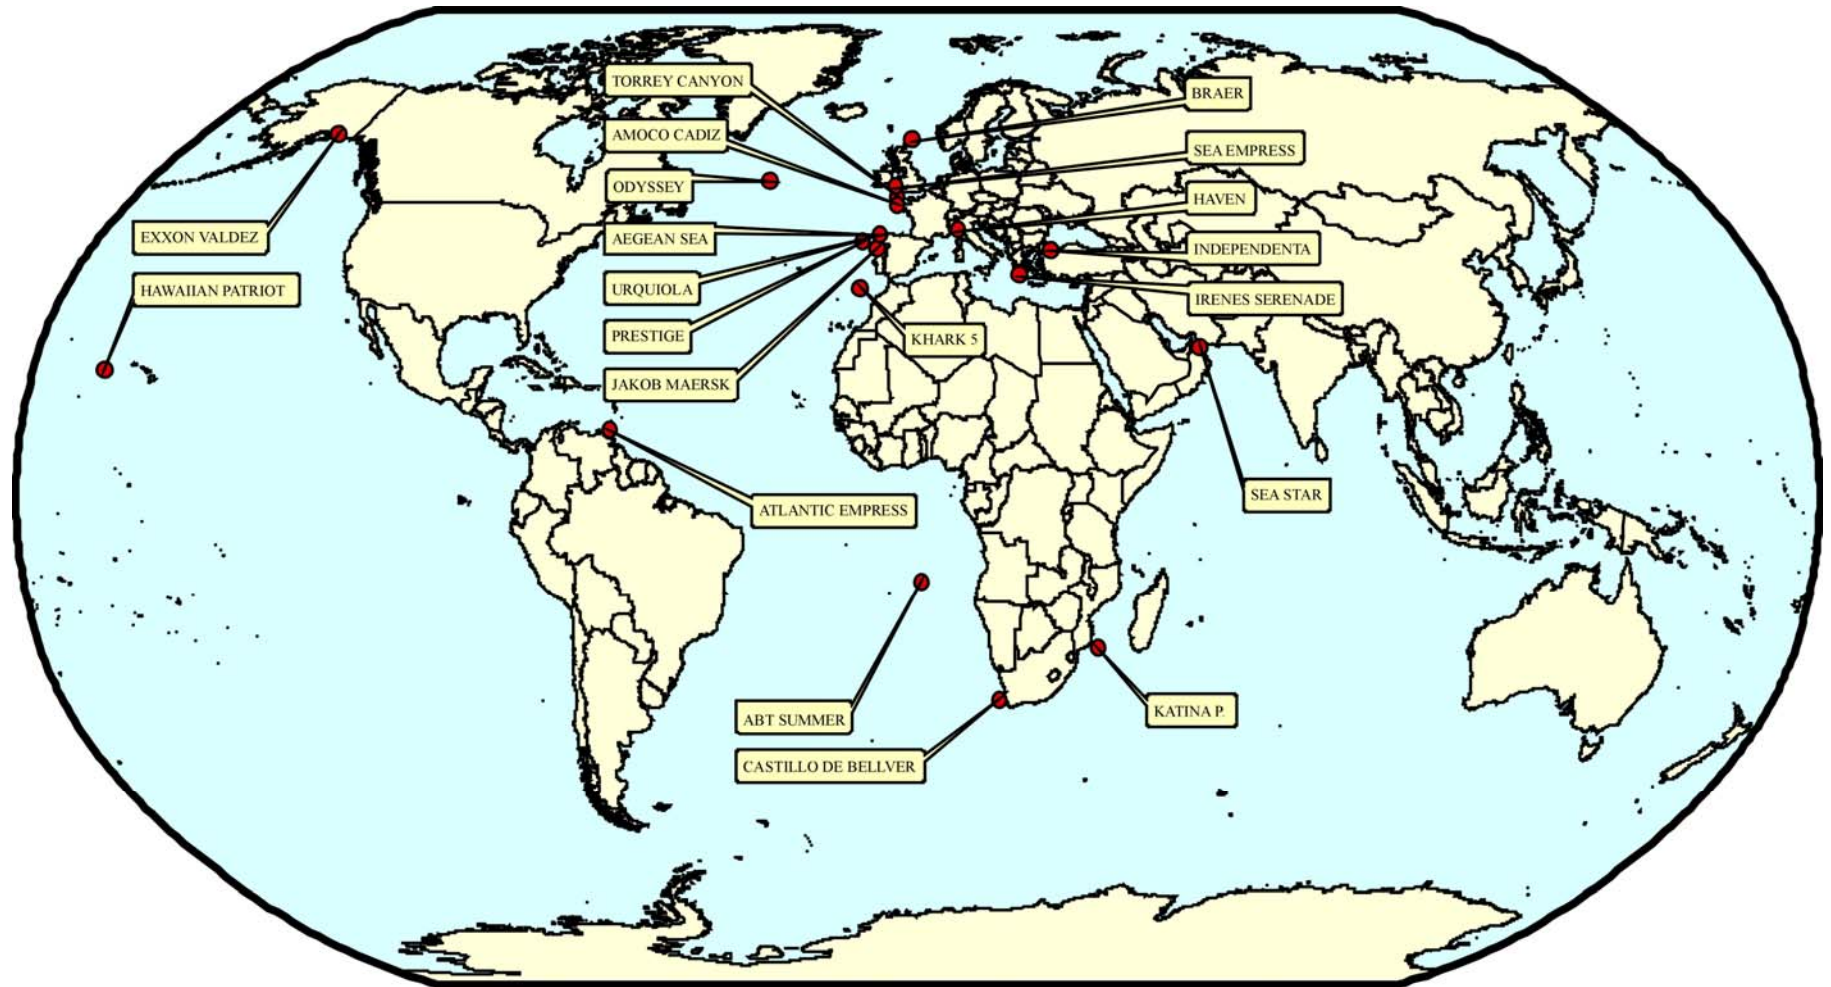 TORREY CANYON
BRAER
AMOCO CADIZ
SEA EMPRESS
ODYSSEY
HAVEN
EXXON VALDEZ
AEGEAN SEA
INDEPENDENTA
HAWAIIAN PATRIOT
URQUIOLA
IRENES SERENADE
PRESTIGE
KHARK 5
JAKOB MAERSK
SEA STAR
ATLANTIC EMPRESS
ABT SUMMER
KATINA P.
CASTILLO DE BELLVER